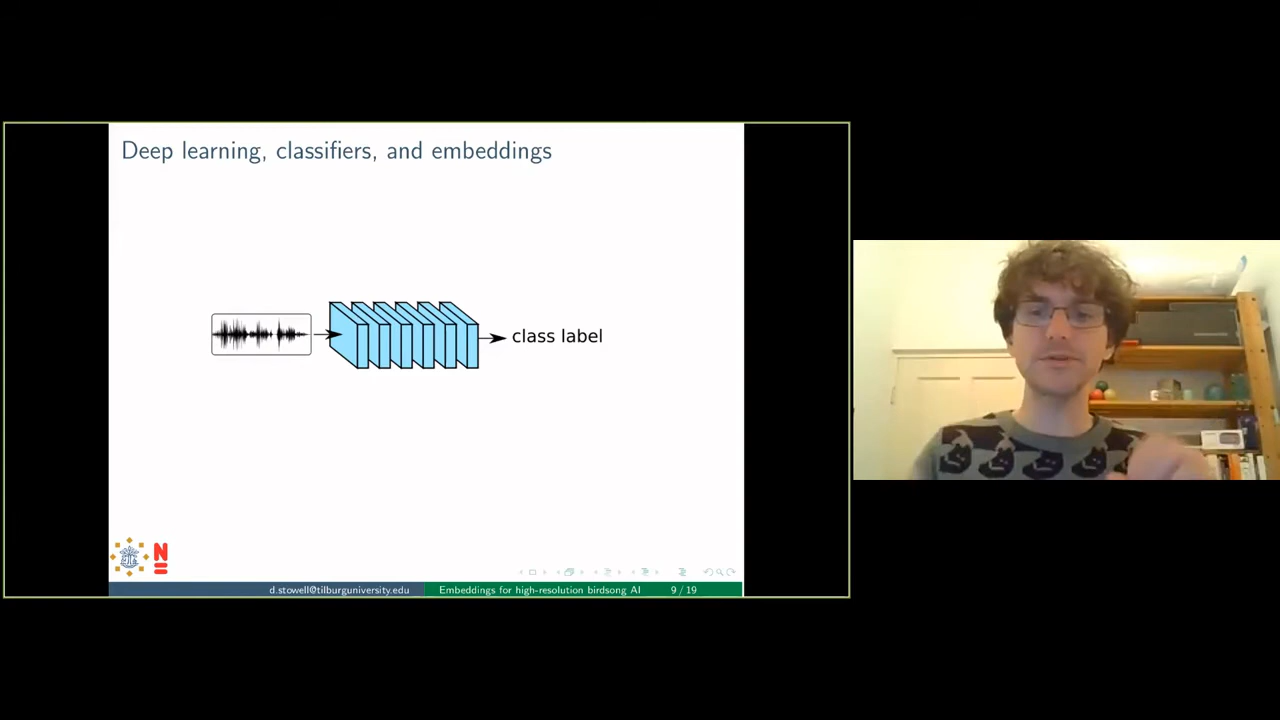 Deep learning, classifiers, and embeddings
class label
N
d.stowell@tilburguniversity.edu
Embeddings for high-resolution birdsong AI
9 / 19